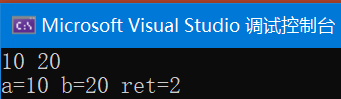 Microsoft Visual Studio 调试控制台
10 20
a=10 b=20 ret=2